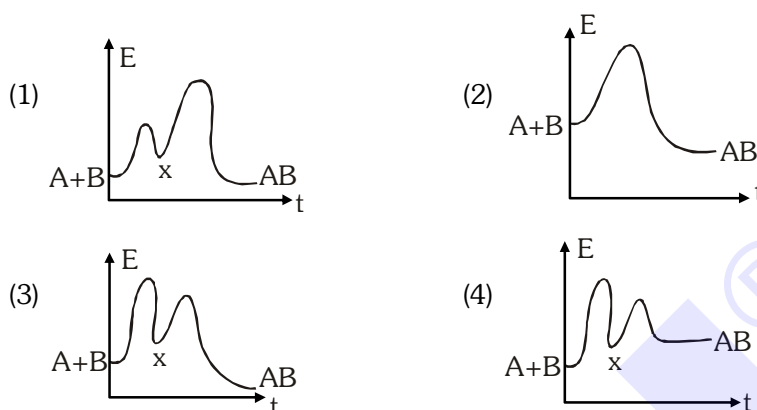 (1)
E
A+B
x
AB
t
(2)
E
A+B
AB
t
(3)
E
A+B
x
AB
t
(4)
E
A+B
x
AB
t
®